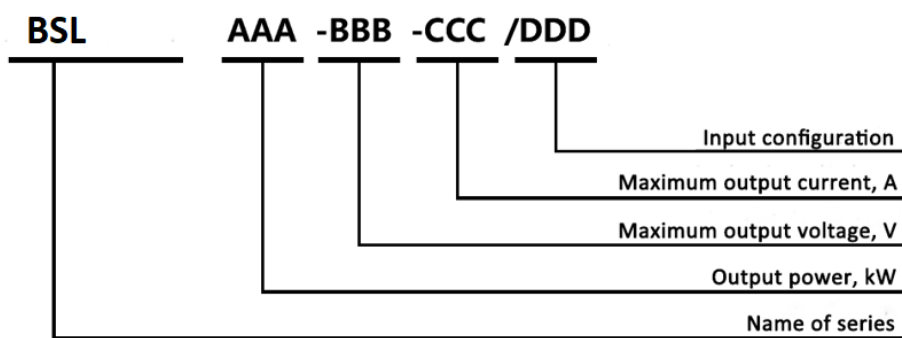 BSL AAA -BBB -CCC /DDD
Input configuration
Maximum output current, A
Maximum output voltage, V
Output power, kW
Name of series